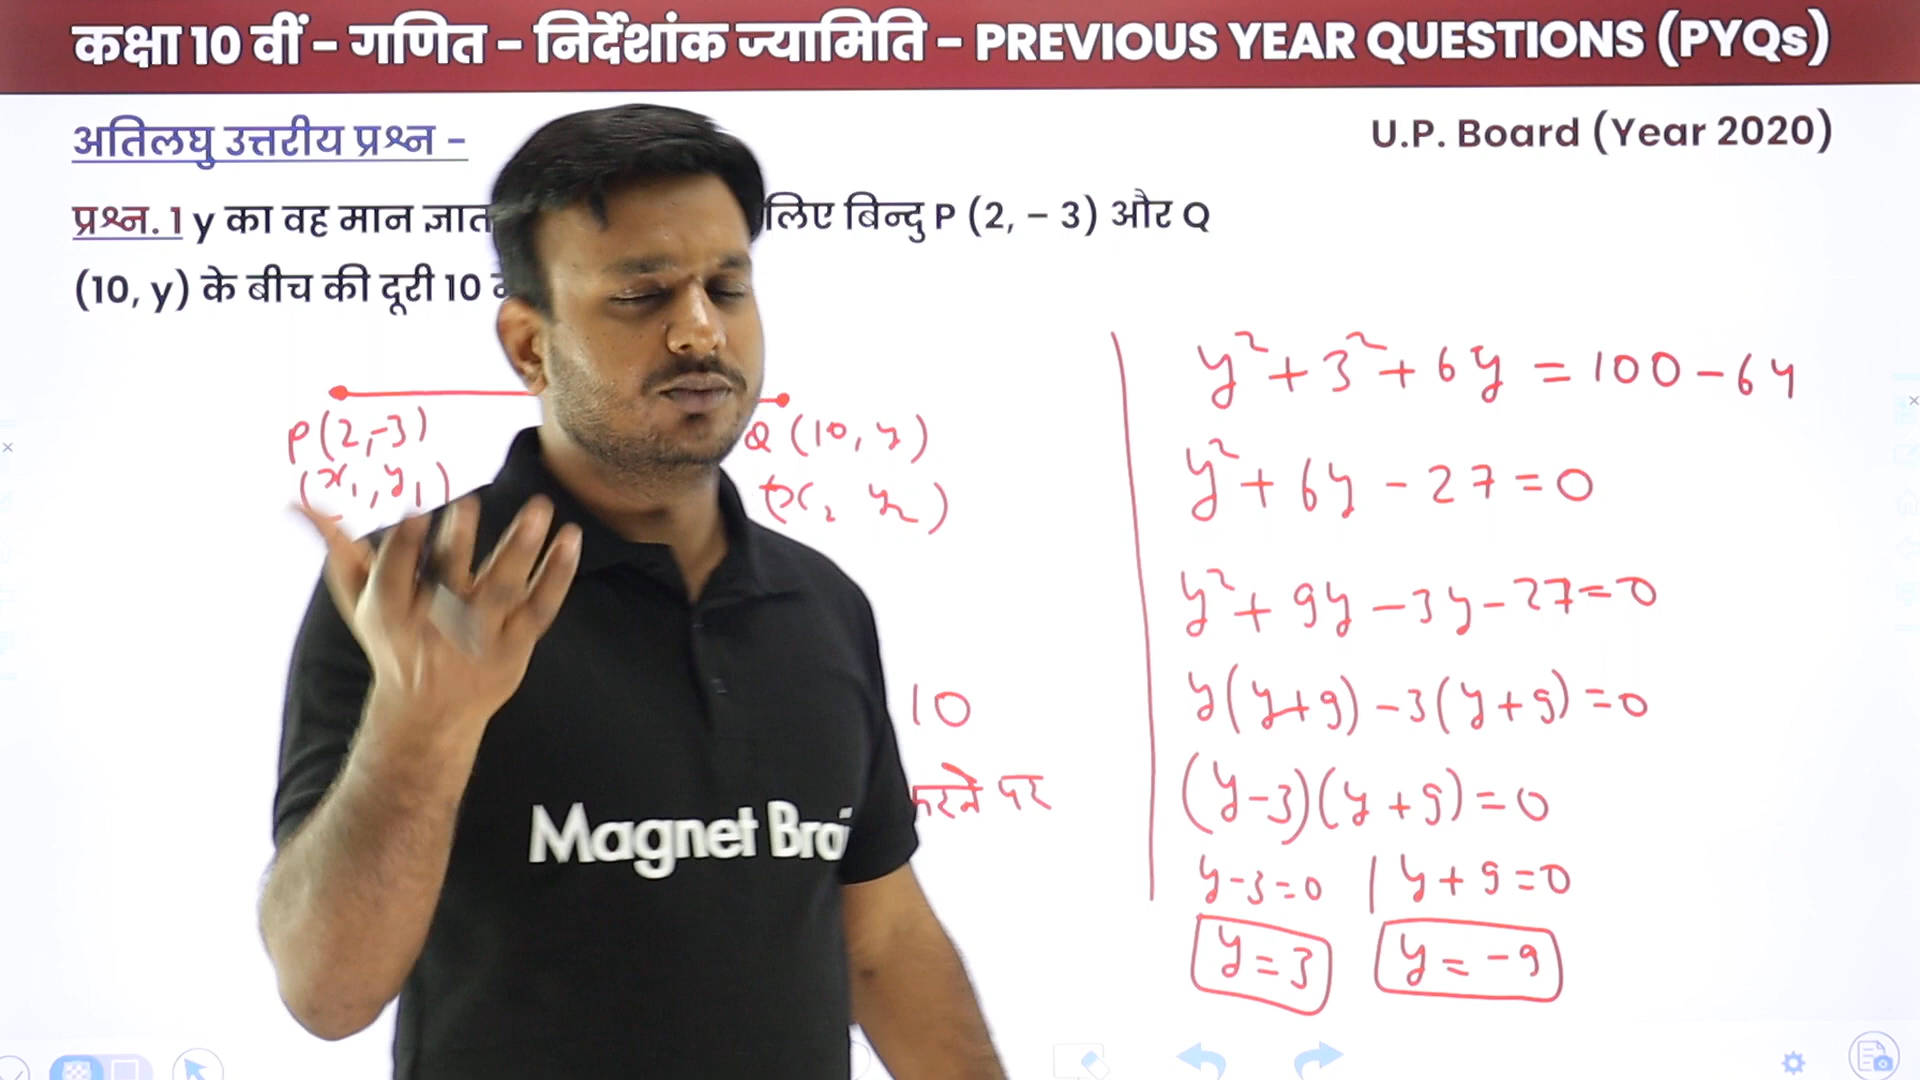 कक्षा 10 वीं – गणित – निर्देशांक ज्यामिति – PREVIOUS YEAR QUESTIONS (PYQs)
अतिलघु उत्तरीय प्रश्न –
U.P. Board (Year 2020)
प्रश्न. 1 y का वह मान ज्ञात लिए बिन्दु P (2, – 3) और Q
(10, y) के बीच की दूरी 10
P(2,-3)
(x₁, y₁)
Q (10, y)
(x₂ y₂)
10
करने पर
Magnet Brai
y² + 3² + 6y = 100 - 64
y² + 6y - 27 = 0
y² + 9y - 3y - 27 = 0
y(y+9) - 3(y+9) = 0
(y-3)(y+9) = 0
y-3=0 | y+9=0
y = 3 y = -9